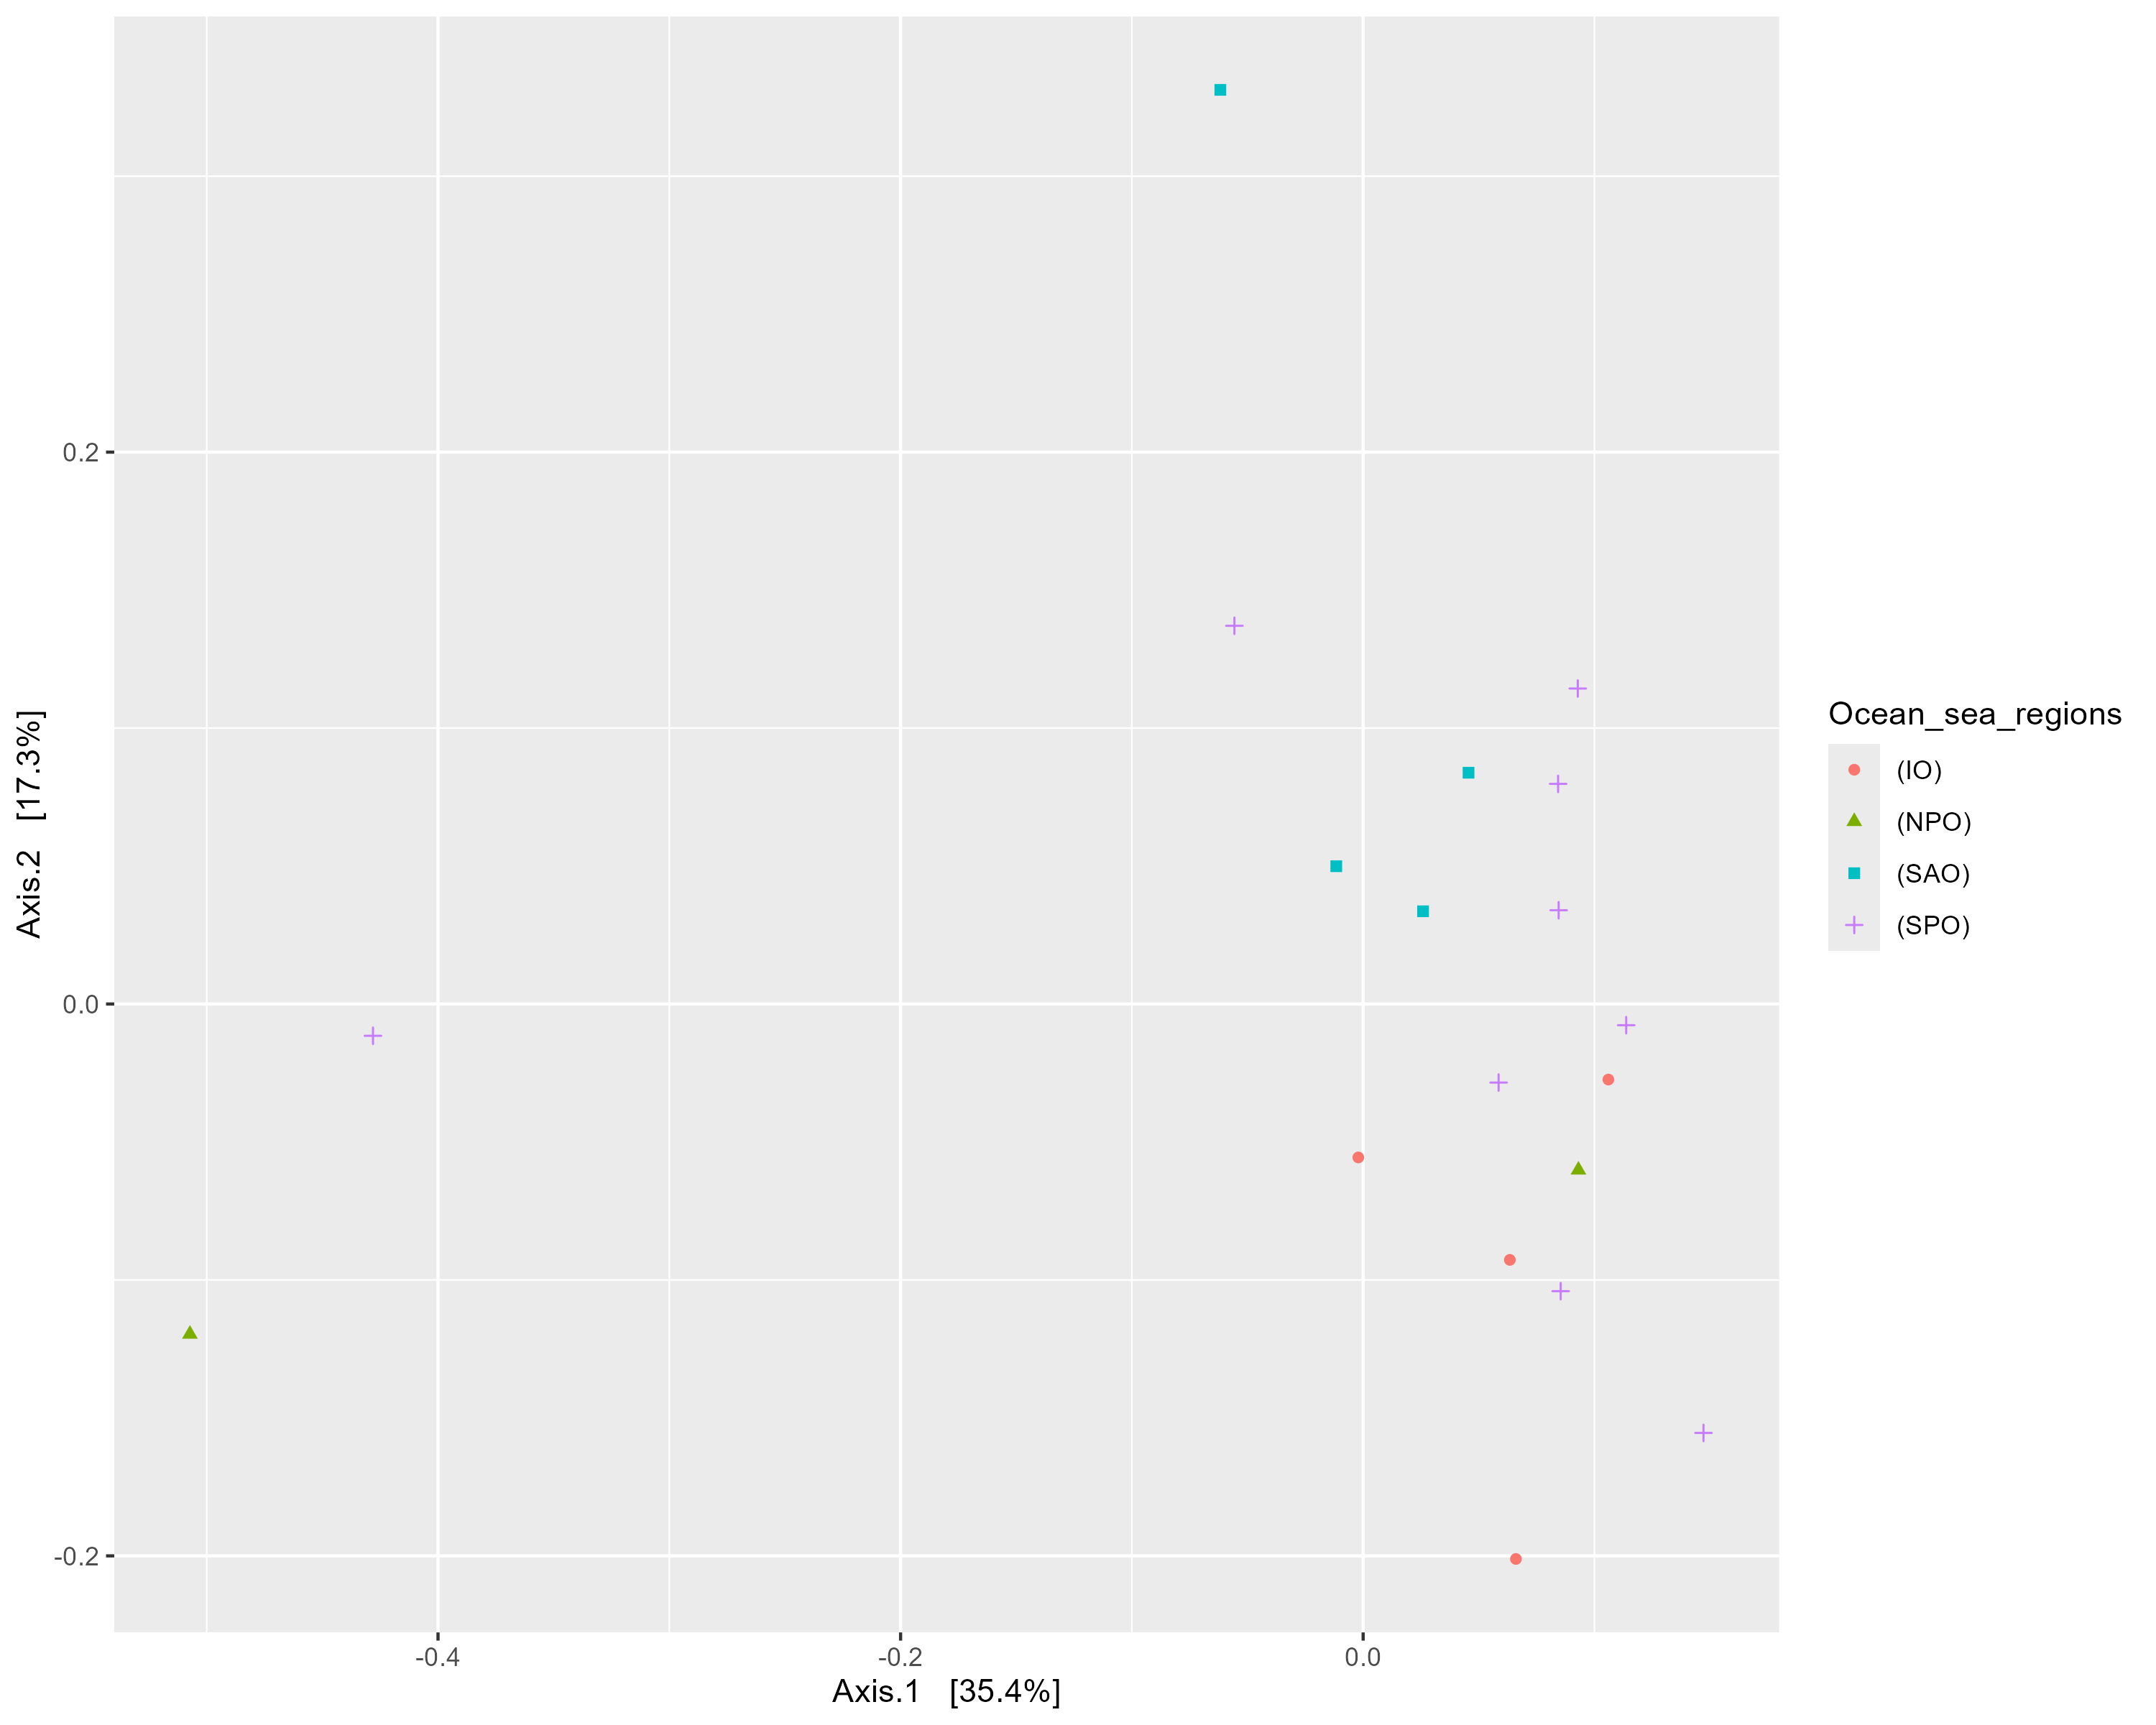 Axis.2 [17.3%]
0.2
0.0
-0.2
-0.4
-0.2
0.0
Axis.1 [35.4%]
Ocean_sea_regions
(IO)
(NPO)
(SAO)
(SPO)